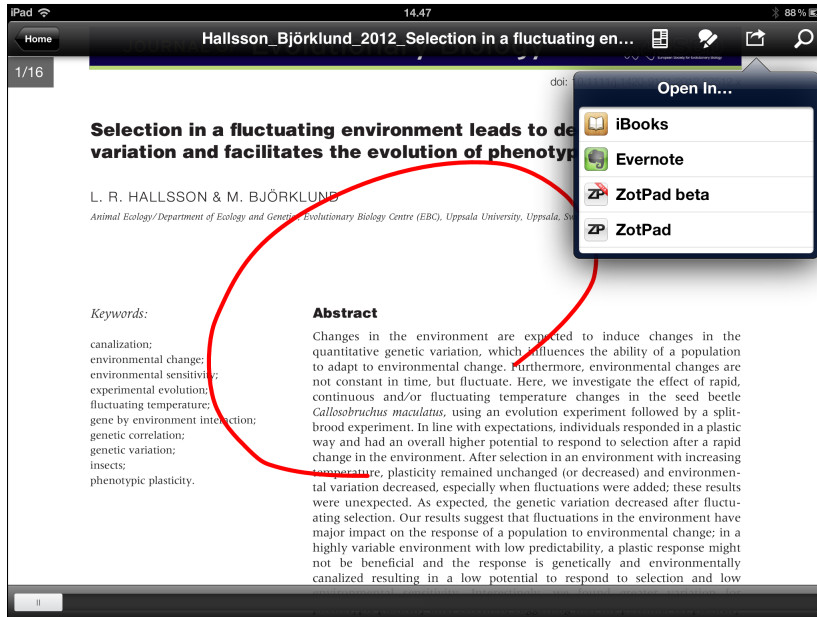 iPad 14.47 88 %
Home Hallsson_Björklund_2012_Selection in a fluctuating en...
1/16
doi:
Open In...
iBooks
Evernote
ZotPad beta
ZotPad
Selection in a fluctuating environment leads to de
variation and facilitates the evolution of phenotyp
L. R. HALLSSON & M. BJÖRKLUND
Animal Ecology/Department of Ecology and Genetics, Evolutionary Biology Centre (EBC), Uppsala University, Uppsala, Sw
Keywords:
canalization;
environmental change;
environmental sensitivity;
experimental evolution;
fluctuating temperature;
gene by environment interaction;
genetic correlation;
genetic variation;
insects;
phenotypic plasticity.
Abstract
Changes in the environment are expected to induce changes in the
quantitative genetic variation, which influences the ability of a population
to adapt to environmental change. Furthermore, environmental changes are
not constant in time, but fluctuate. Here, we investigate the effect of rapid,
continuous and/or fluctuating temperature changes in the seed beetle
Callosobruchus maculatus, using an evolution experiment followed by a split-
brood experiment. In line with expectations, individuals responded in a plastic
way and had an overall higher potential to respond to selection after a rapid
change in the environment. After selection in an environment with increasing
temperature, plasticity remained unchanged (or decreased) and environmen-
tal variation decreased, especially when fluctuations were added; these results
were unexpected. As expected, the genetic variation decreased after fluctu-
ating selection. Our results suggest that fluctuations in the environment have
major impact on the response of a population to environmental change; in a
highly variable environment with low predictability, a plastic response might
not be beneficial and the response is genetically and environmentally
canalized resulting in a low potential to respond to selection and low